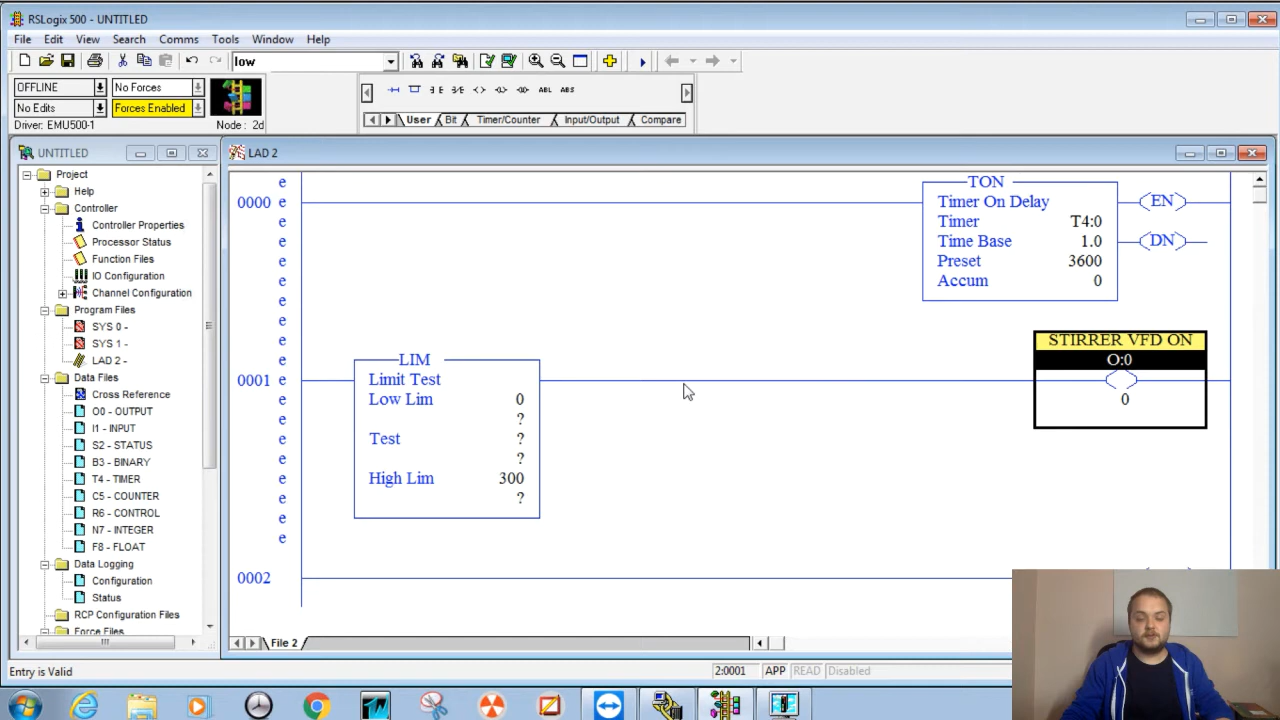 RSLogix 500 - UNTITLED
File Edit View Search Comms Tools Window Help
low
OFFLINE No Forces
No Edits Forces Enabled
Driver: EMU500-1 Node : 2d
ABL ABS
User Bit Timer/Counter Input/Output Compare
UNTITLED
Project
Help
Controller
Controller Properties
Processor Status
Function Files
IO Configuration
Channel Configuration
Program Files
SYS 0 -
SYS 1 -
LAD 2 -
Data Files
Cross Reference
O0 - OUTPUT
I1 - INPUT
S2 - STATUS
B3 - BINARY
T4 - TIMER
C5 - COUNTER
R6 - CONTROL
N7 - INTEGER
F8 - FLOAT
Data Logging
Configuration
Status
RCP Configuration Files
Force Files
LAD 2
e
0000 e
e
e
e
e
e
e
e
e
0001 e
e
e
e
e
e
e
e
e
0002
TON
Timer On Delay
Timer T4:0
Time Base 1.0
Preset 3600
Accum 0
EN
DN
LIM
Limit Test
Low Lim 0
?
Test ?
?
High Lim 300
?
STIRRER VFD ON
O:0
0
File 2
Entry is Valid
2:0001 APP READ Disabled